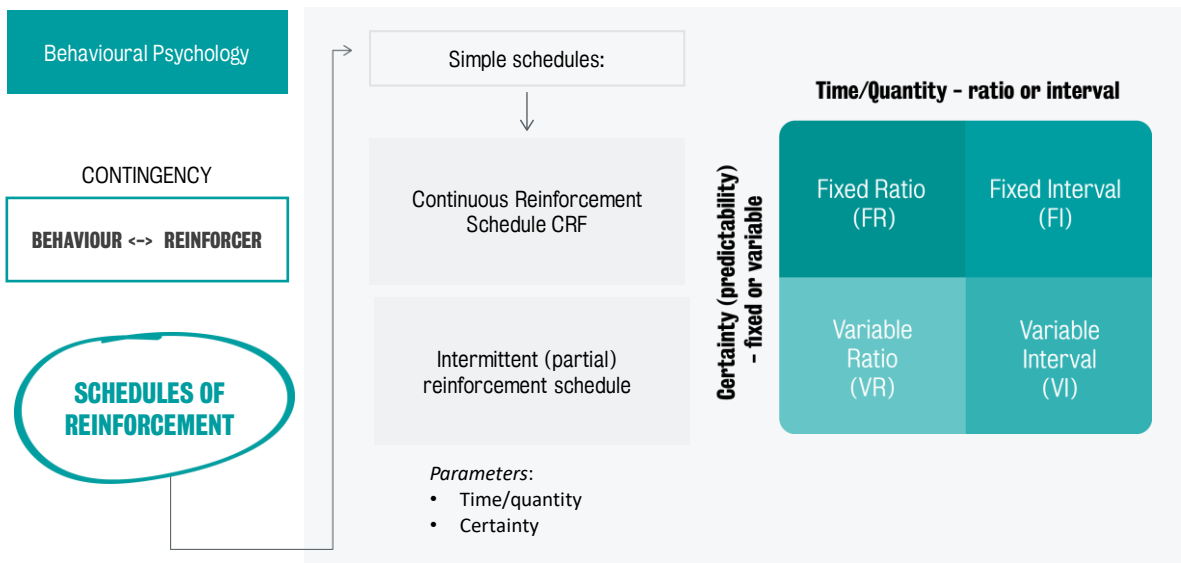 Behavioural Psychology
CONTINGENCY
BEHAVIOUR <-> REINFORCER
SCHEDULES OF
REINFORCEMENT
Simple schedules:
Continuous Reinforcement
Schedule CRF
Intermittent (partial)
reinforcement schedule
Parameters:
• Time/quantity
• Certainty
Time/Quantity - ratio or interval
Certainty (predictability)
- fixed or variable
Fixed Ratio
(FR)
Fixed Interval
(FI)
Variable
Ratio
(VR)
Variable
Interval
(VI)